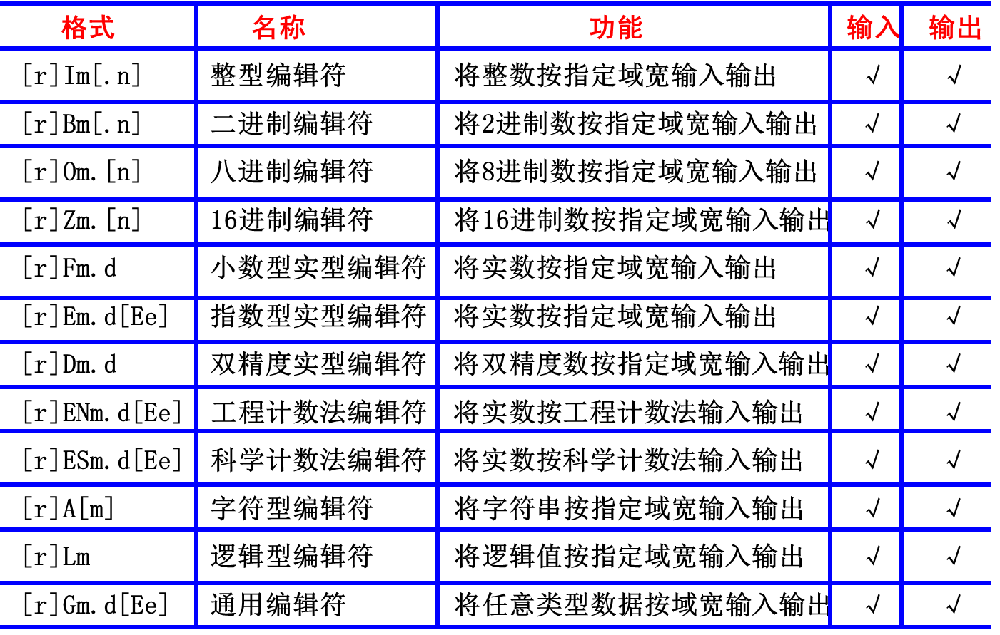 格式 名称 功能 输入 输出
[r]Im[.n] 整型编辑符 将整数按指定域宽输入输出 √ √
[r]Bm[.n] 二进制编辑符 将2进制数按指定域宽输入输出 √ √
[r]Om.[n] 八进制编辑符 将8进制数按指定域宽输入输出 √ √
[r]Zm.[n] 16进制编辑符 将16进制数按指定域宽输入输出 √ √
[r]Fm.d 小数型实型编辑符 将实数按指定域宽输入输出 √ √
[r]Em.d[Ee] 指数型实型编辑符 将实数按指定域宽输入输出 √ √
[r]Dm.d 双精度实型编辑符 将双精度数按指定域宽输入输出 √ √
[r]ENm.d[Ee] 工程计数法编辑符 将实数按工程计数法输入输出 √ √
[r]ESm.d[Ee] 科学计数法编辑符 将实数按科学计数法输入输出 √ √
[r]A[m] 字符型编辑符 将字符串按指定域宽输入输出 √ √
[r]Lm 逻辑型编辑符 将逻辑值按指定域宽输入输出 √ √
[r]Gm.d[Ee] 通用编辑符 将任意类型数据按域宽输入输出 √ √